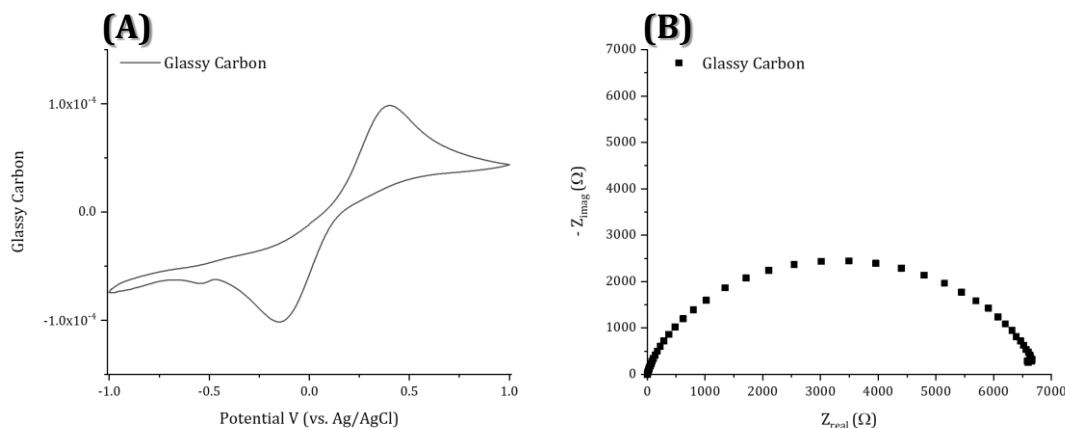 (A)
Glassy Carbon
1.0x10⁻⁴
0.0
-1.0x10⁻⁴
Glassy Carbon
-1.0
-0.5
0.0
0.5
1.0
Potential V (vs. Ag/AgCl)
(B)
Glassy Carbon
7000
6000
5000
4000
3000
2000
1000
0
- Zimag (Ω)
0
1000
2000
3000
4000
5000
6000
7000
Zreal (Ω)